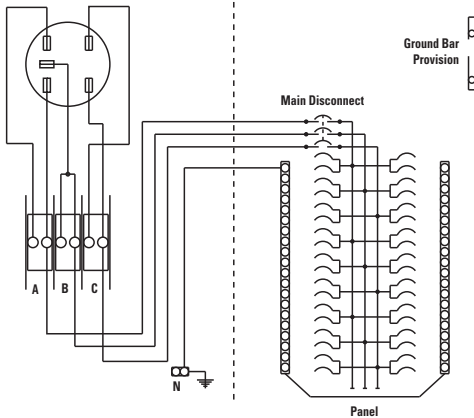 Ground Bar
Provision
Main Disconnect
A
B
C
N
Panel